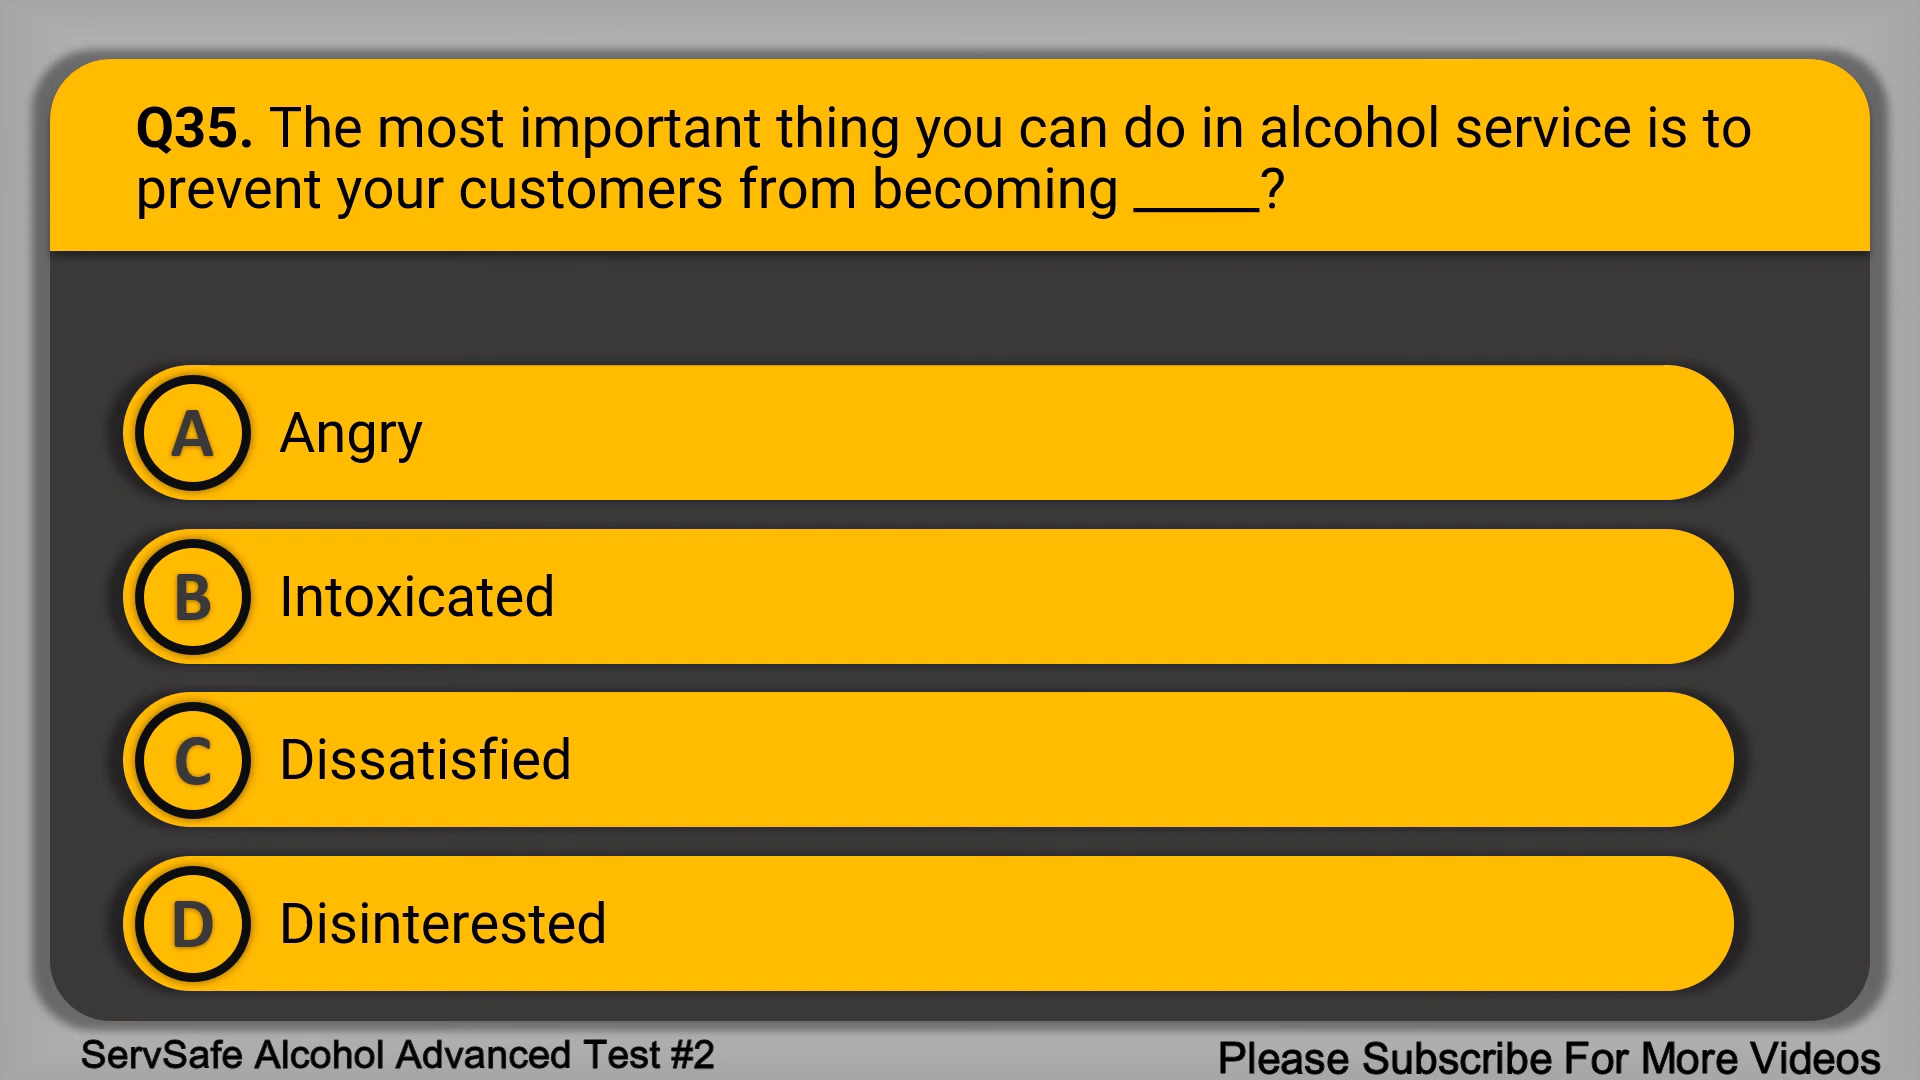 Q35. The most important thing you can do in alcohol service is to
prevent your customers from becoming _____?
A Angry
B Intoxicated
C Dissatisfied
D Disinterested
ServSafe Alcohol Advanced Test #2
Please Subscribe For More Videos